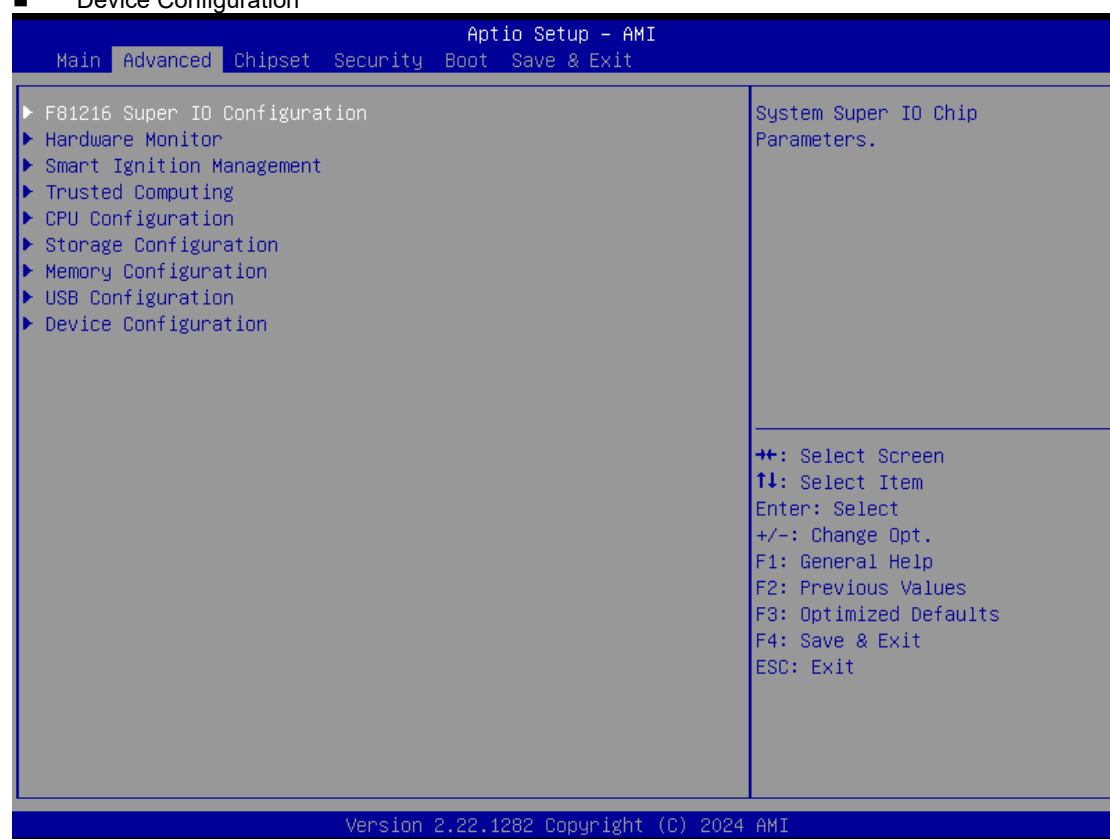 ■ Device Configuration
Aptio Setup – AMI
Main Advanced Chipset Security Boot Save & Exit
▶ F81216 Super IO Configuration
▶ Hardware Monitor
▶ Smart Ignition Management
▶ Trusted Computing
▶ CPU Configuration
▶ Storage Configuration
▶ Memory Configuration
▶ USB Configuration
▶ Device Configuration
System Super IO Chip
Parameters.
→←: Select Screen
↑↓: Select Item
Enter: Select
+/-: Change Opt.
F1: General Help
F2: Previous Values
F3: Optimized Defaults
F4: Save & Exit
ESC: Exit
Version 2.22.1282 Copyright (C) 2024 AMI